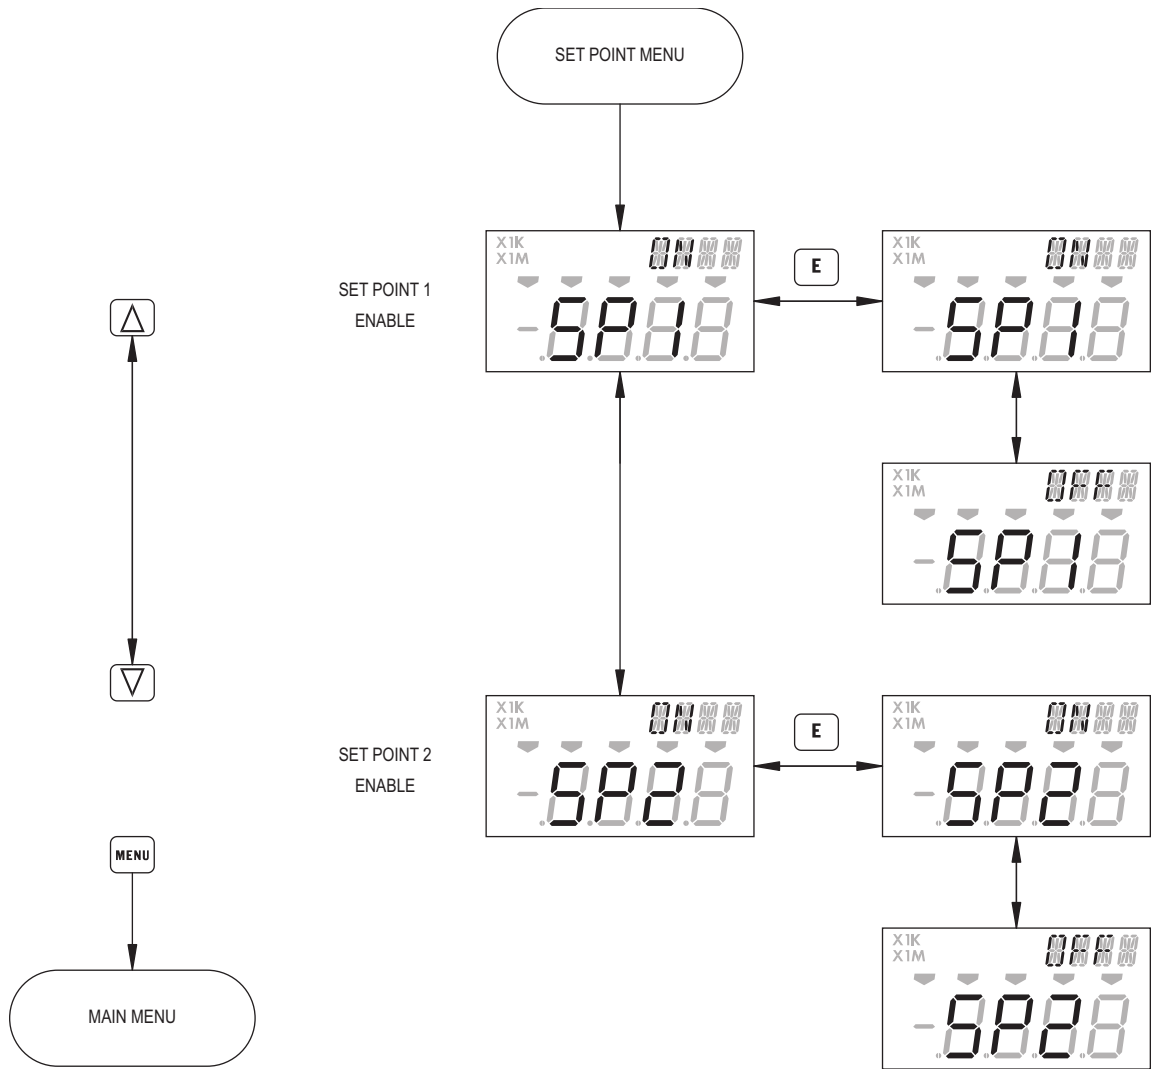 SET POINT MENU
X1K
X1M
ON
SP1
E
X1K
X1M
ON
SP1
SET POINT 1
ENABLE
X1K
X1M
OFF
SP1
X1K
X1M
ON
SP2
E
X1K
X1M
ON
SP2
SET POINT 2
ENABLE
MENU
X1K
X1M
OFF
SP2
MAIN MENU